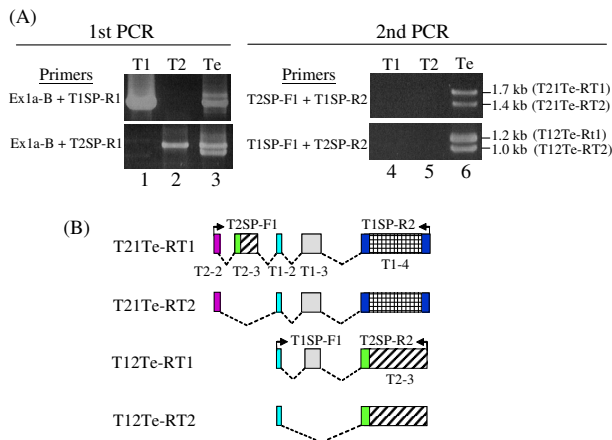 (A)
1st PCR
2nd PCR
Primers T1 T2 Te
Ex1a-B + T1SP-R1
Ex1a-B + T2SP-R1
1 2 3
Primers T1 T2 Te
T2SP-F1 + T1SP-R2
1.7 kb (T21Te-RT1)
1.4 kb (T21Te-RT2)
T1SP-F1 + T2SP-R2
1.2 kb (T12Te-Rt1)
1.0 kb (T12Te-RT2)
4 5 6
(B)
T2SP-F1 T1SP-R2
T21Te-RT1
T2-2 T2-3 T1-2 T1-3 T1-4
T21Te-RT2
T1SP-F1 T2SP-R2
T12Te-RT1
T2-3
T12Te-RT2